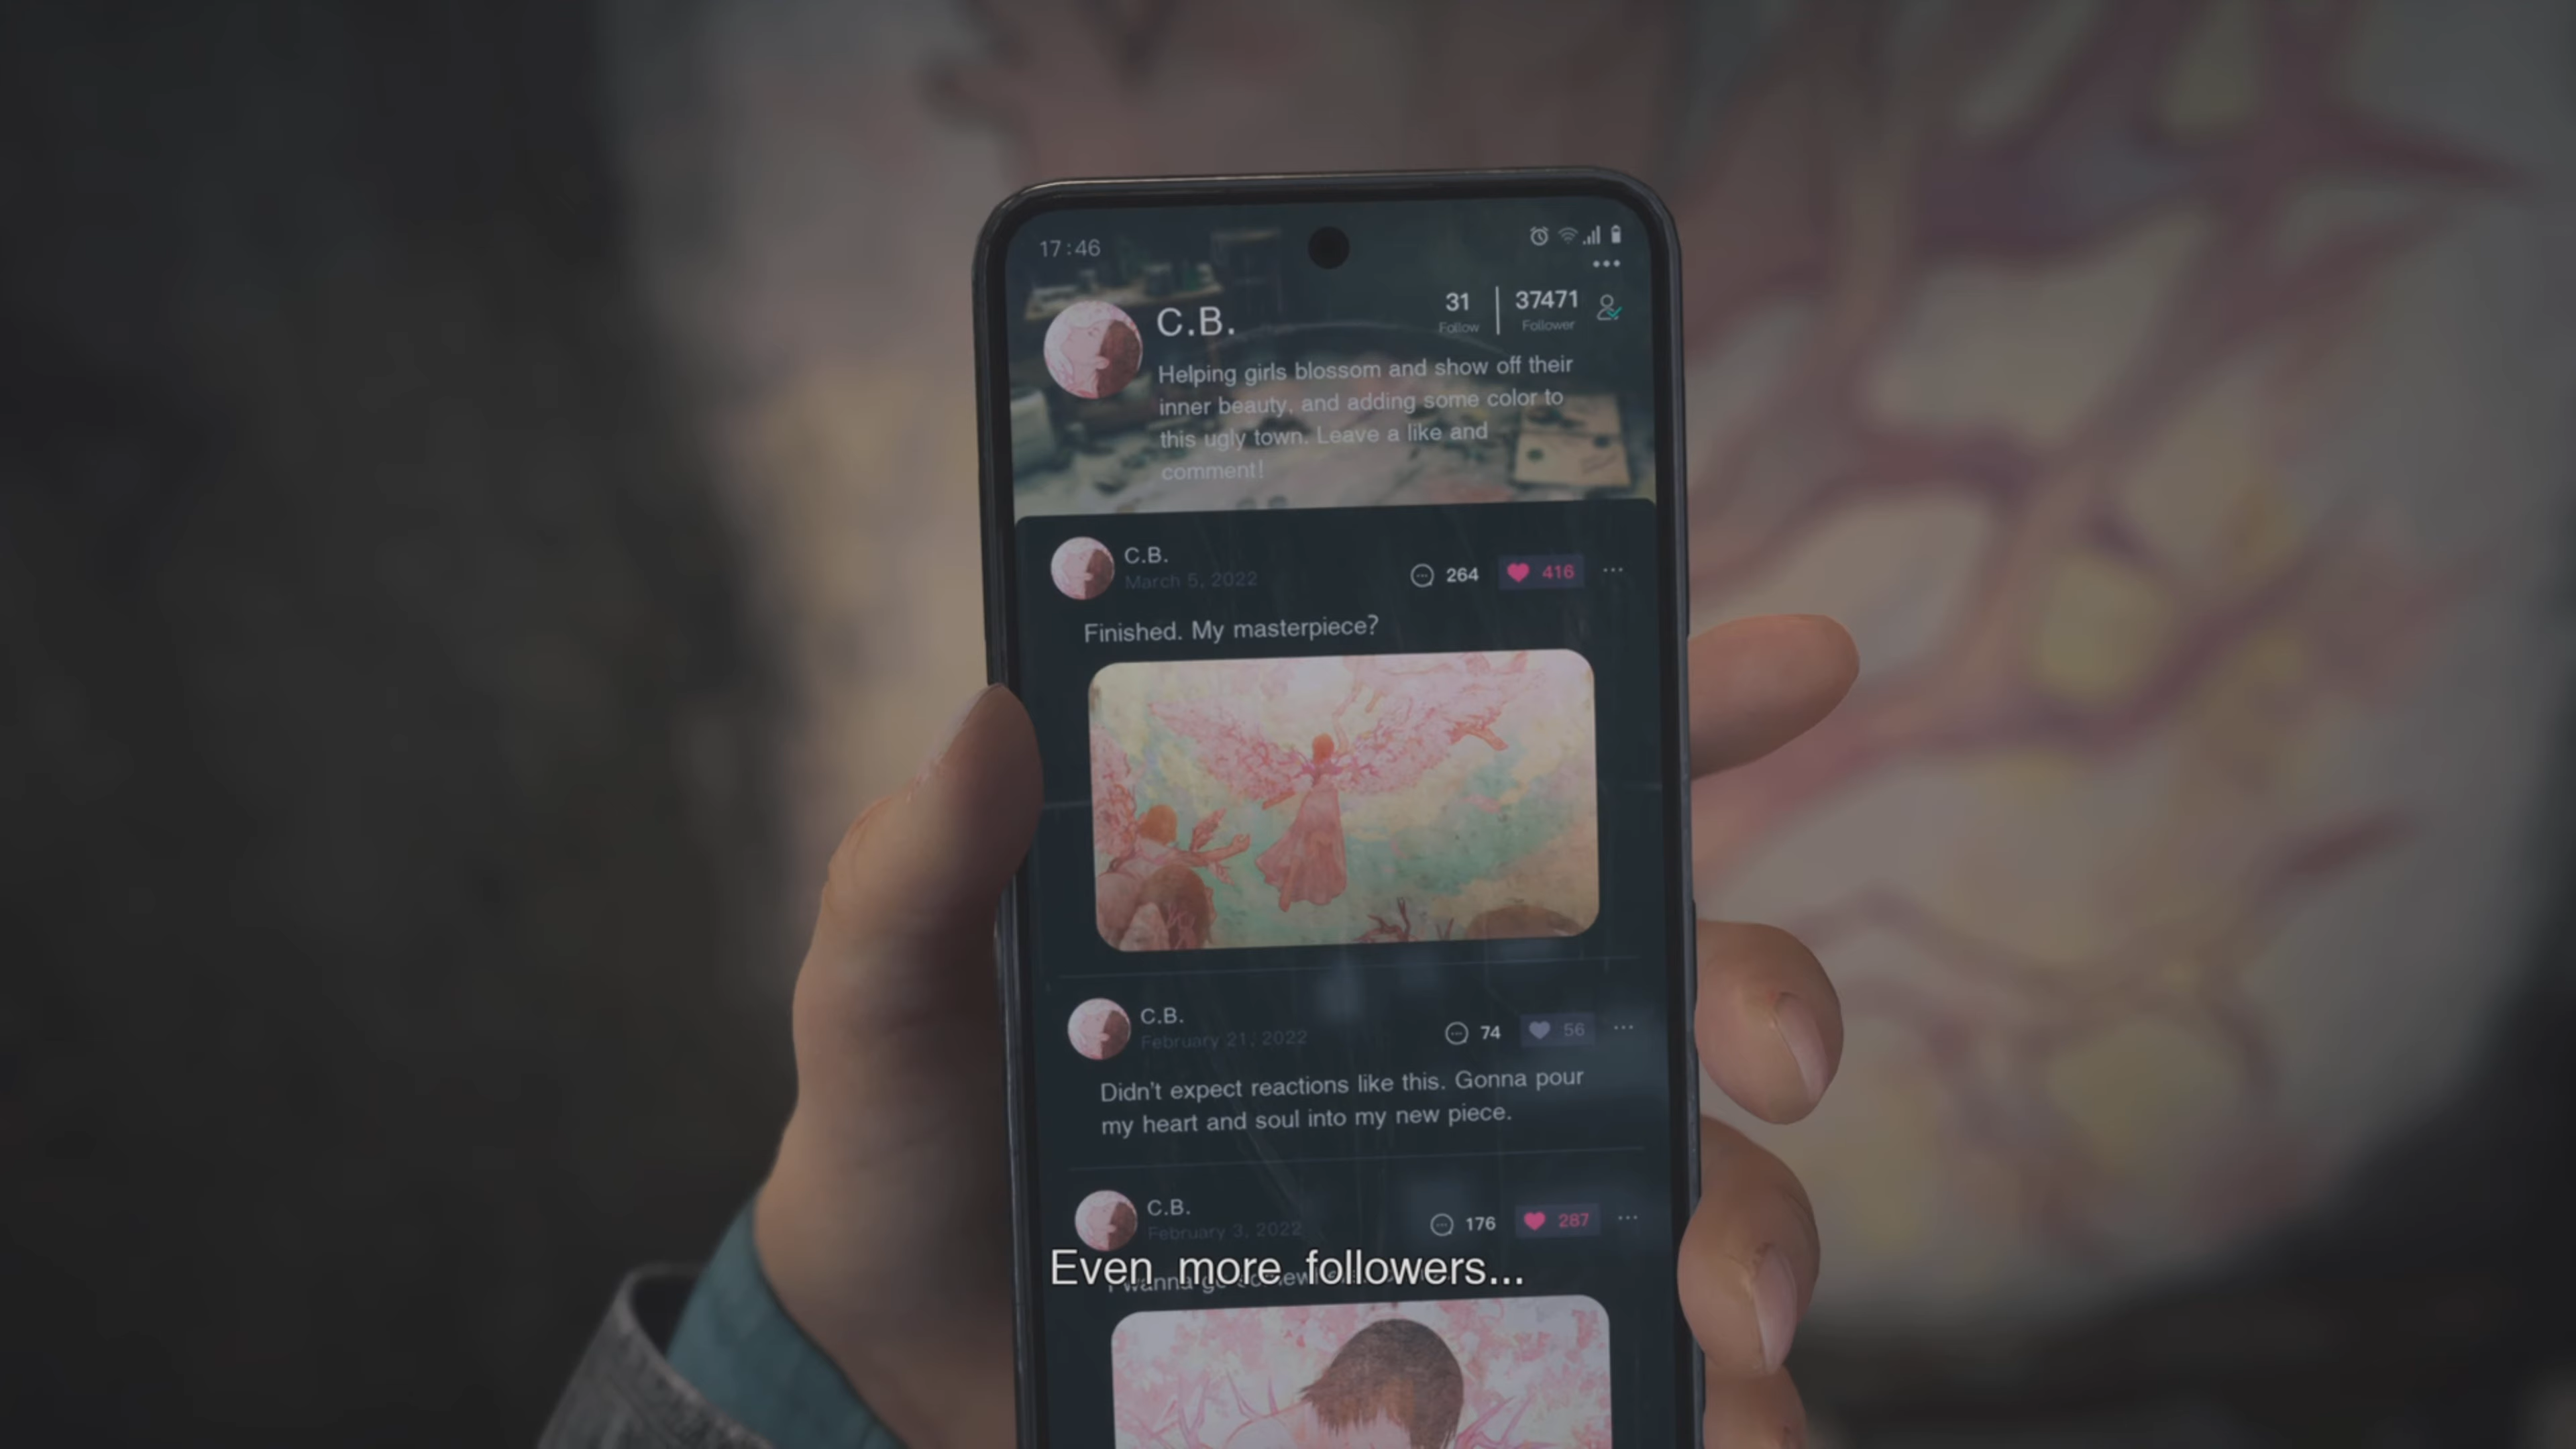 17:46
C.B.
31
Follow
37471
Follower
Helping girls blossom and show off their
inner beauty, and adding some color to
this ugly town. Leave a like and
comment!
C.B.
March 5, 2022
264
416
Finished. My masterpiece?
C.B.
February 21, 2022
74
56
Didn't expect reactions like this. Gonna pour
my heart and soul into my new piece.
C.B.
February 3, 2022
176
287
Even more followers...